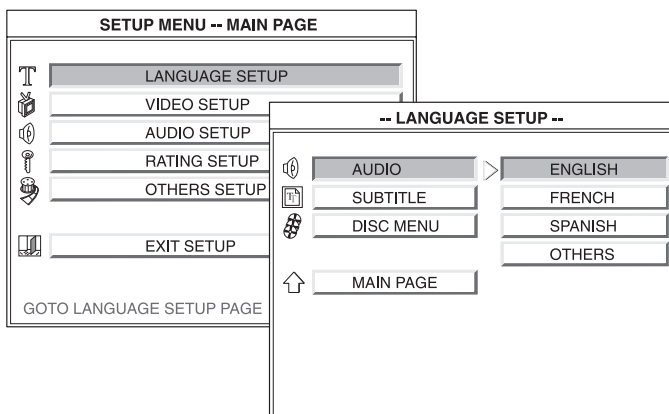 SETUP MENU -- MAIN PAGE
LANGUAGE SETUP
VIDEO SETUP
AUDIO SETUP
RATING SETUP
OTHERS SETUP
EXIT SETUP
GOTO LANGUAGE SETUP PAGE
-- LANGUAGE SETUP --
AUDIO
ENGLISH
SUBTITLE
FRENCH
DISC MENU
SPANISH
OTHERS
MAIN PAGE